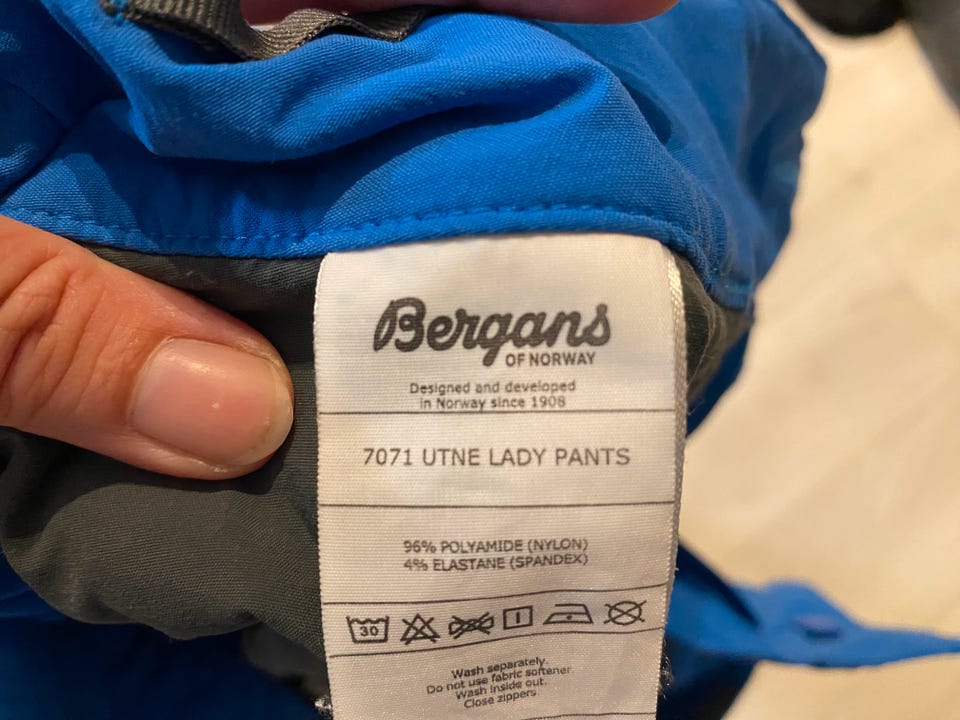 Bergans
OF NORWAY
Designed and developed
in Norway since 1908
7071 UTNE LADY PANTS
96% POLYAMIDE (NYLON)
4% ELASTANE (SPANDEX)
30
Wash separately.
Do not use fabric softener.
Wash inside out.
Close zippers.